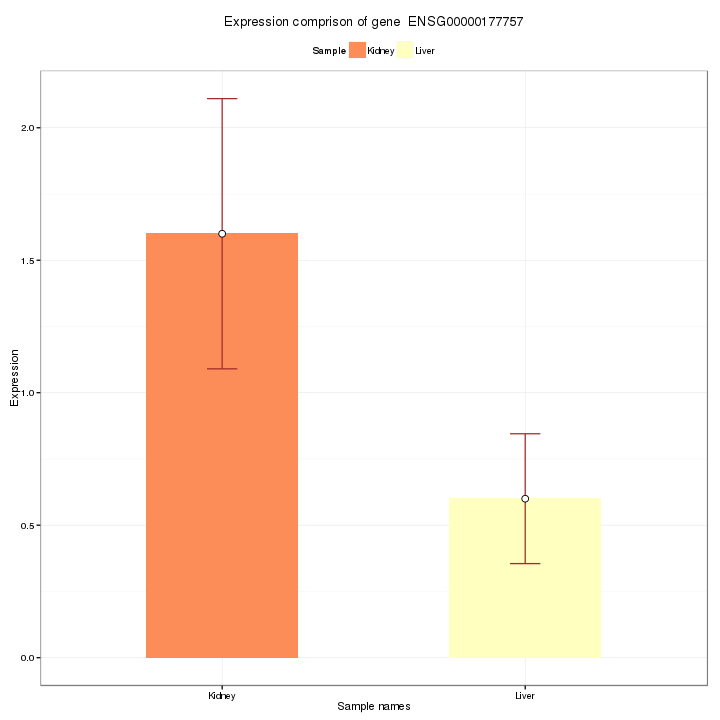 Expression comprison of gene ENSG00000177757
Sample Kidney Liver
Expression
2.0
1.5
1.0
0.5
0.0
Kidney Liver
Sample names